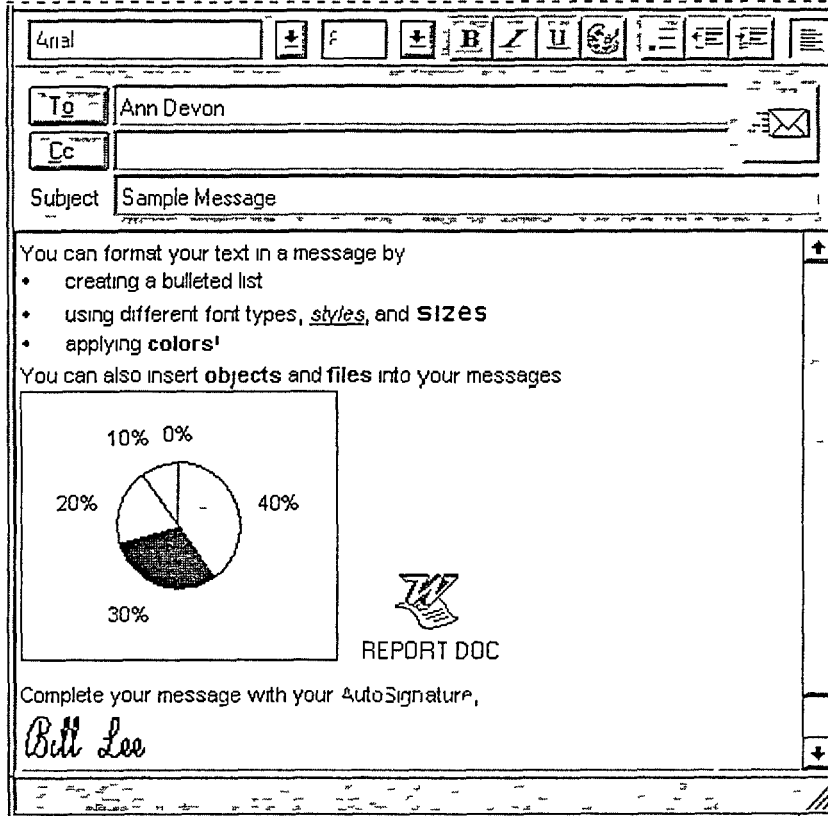 Arial
B I U
To Ann Devon
Cc
Subject Sample Message
You can format your text in a message by
• creating a bulleted list
• using different font types, styles, and sizes
• applying colors!
You can also insert objects and files into your messages
10% 0%
20% 40%
30%
REPORT DOC
Complete your message with your AutoSignature,
Bill Lee